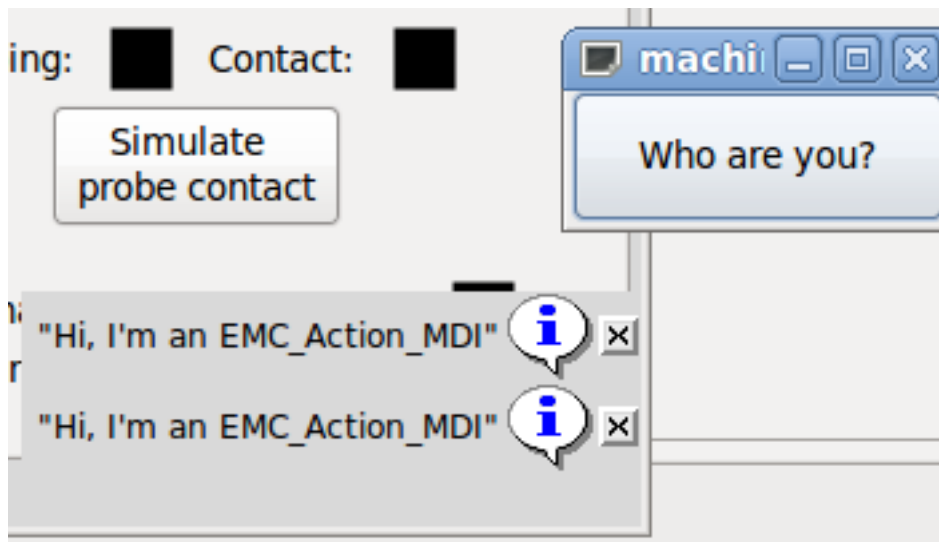 ing: Contact:
machi
Simulate
probe contact
Who are you?
"Hi, I'm an EMC_Action_MDI"
"Hi, I'm an EMC_Action_MDI"